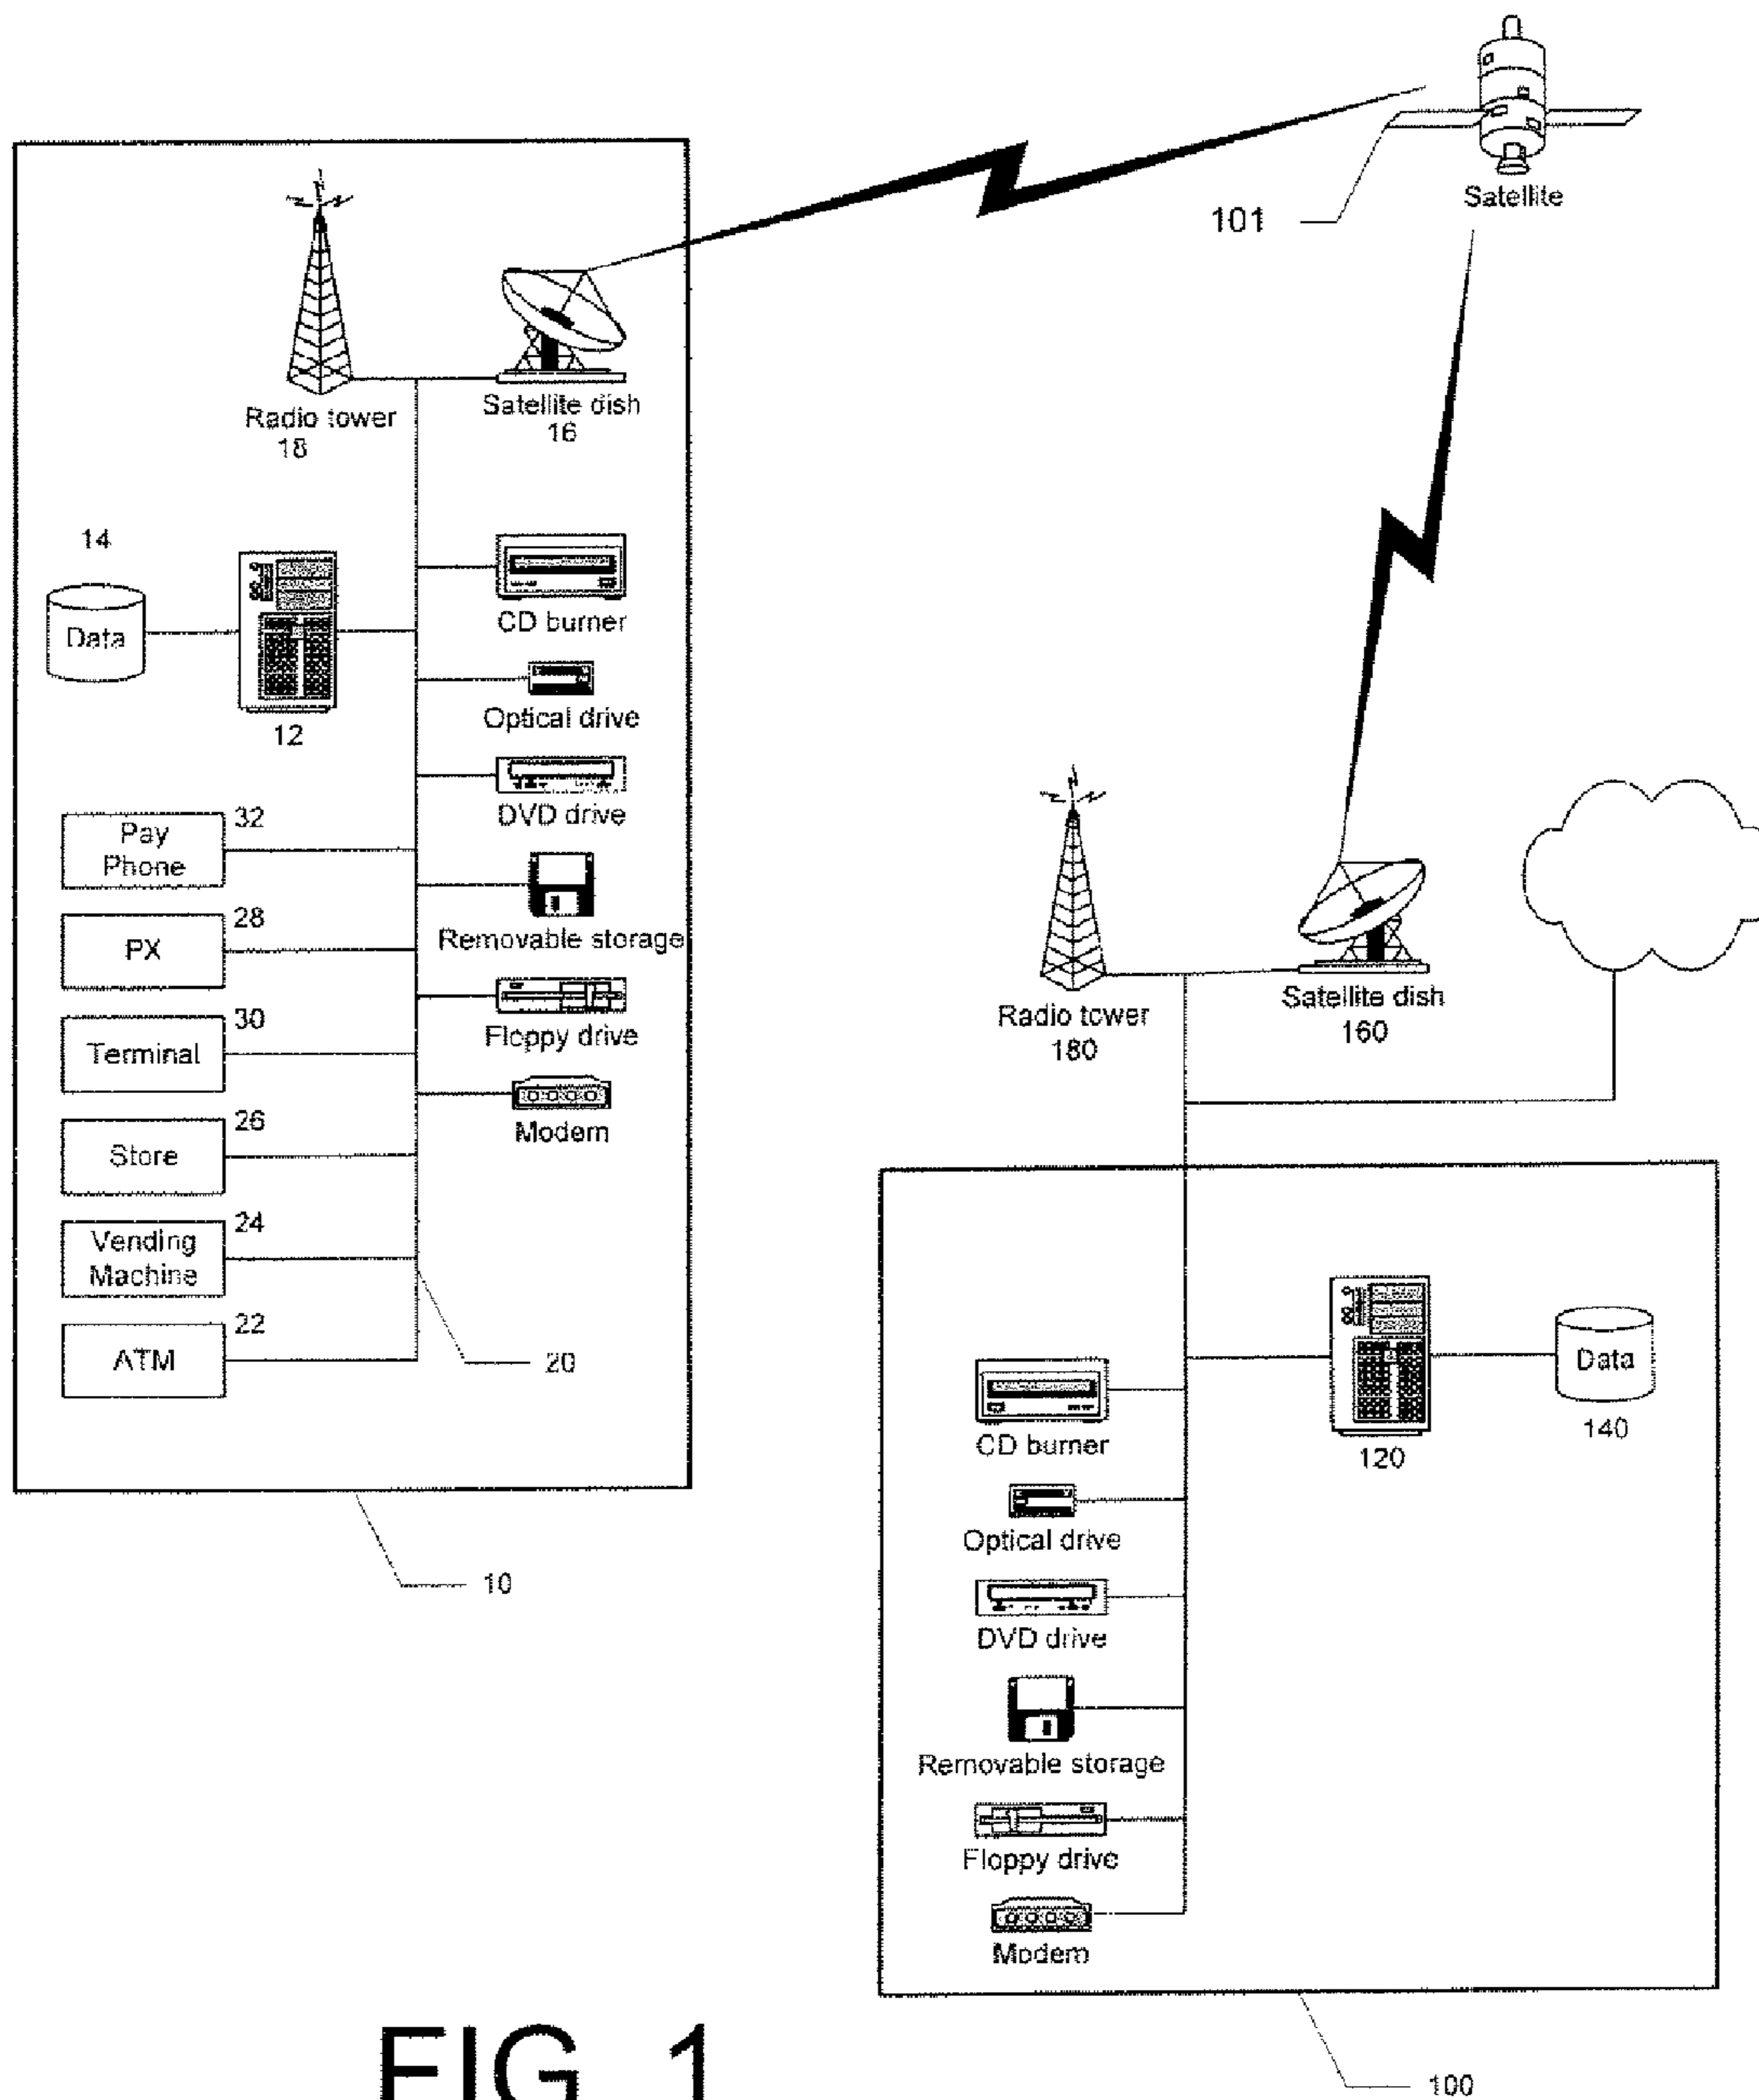 Satellite
101
Radio tower
18
Satellite dish
16
14
Data
12
CD burner
Optical drive
DVD drive
Removable storage
Floppy drive
Modem
32
Pay
Phone
28
PX
30
Terminal
26
Store
24
Vending
Machine
22
ATM
20
10
Radio tower
180
Satellite dish
160
120
Data
140
CD burner
Optical drive
DVD drive
Removable storage
Floppy drive
Modem
100
FIG. 1